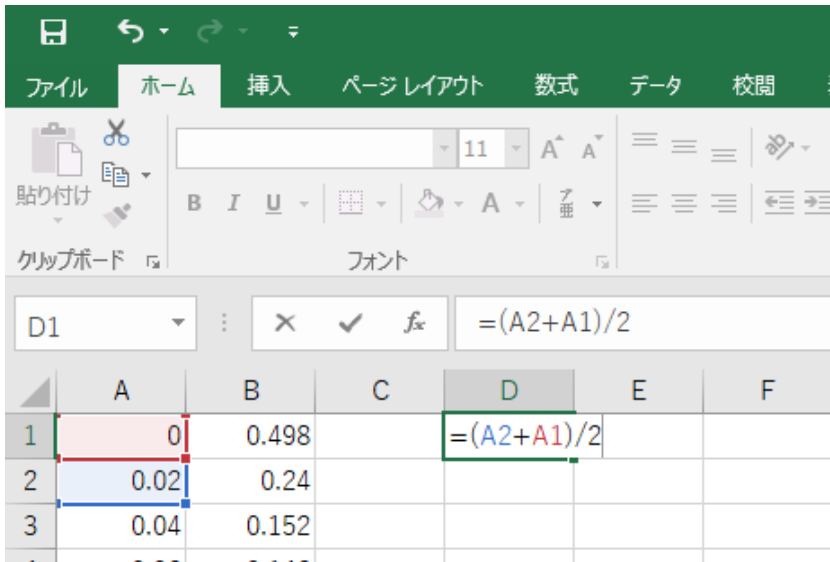 ファイル ホーム 挿入 ページ レイアウト 数式 データ 校閲
11 A A
貼り付け B I U A ア亜
クリップボード フォント
D1 fx =(A2+A1)/2
A B C D E F
1 0 0.498 =(A2+A1)/2
2 0.02 0.24
3 0.04 0.152